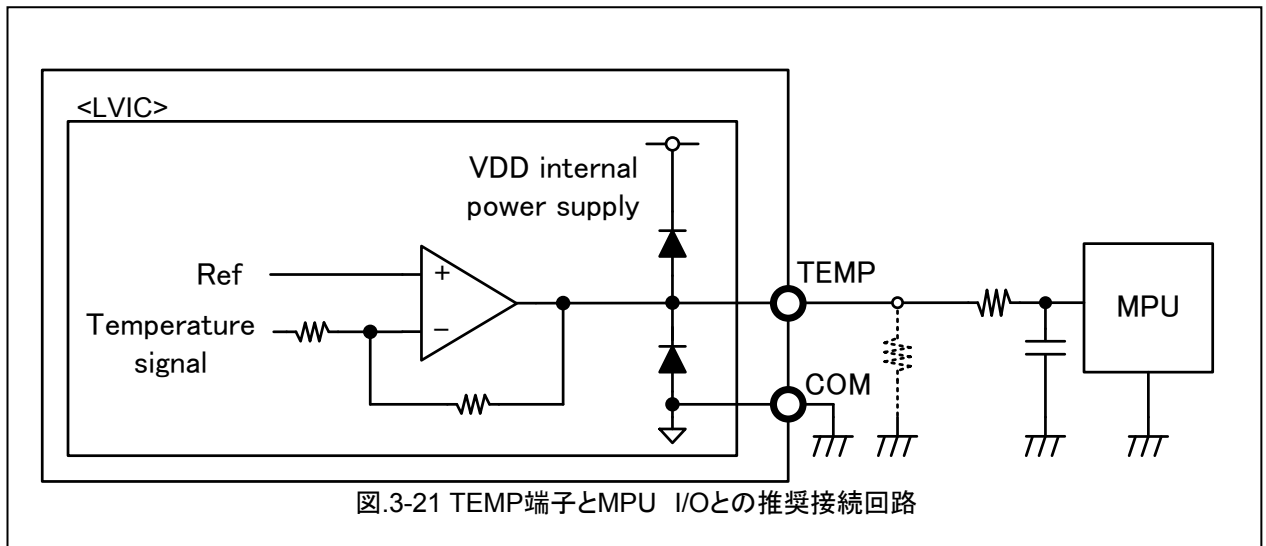 <LVIC>
VDD internal
power supply
Ref
+
Temperature
signal
−
TEMP
MPU
COM
図.3-21 TEMP端子とMPU I/Oとの推奨接続回路